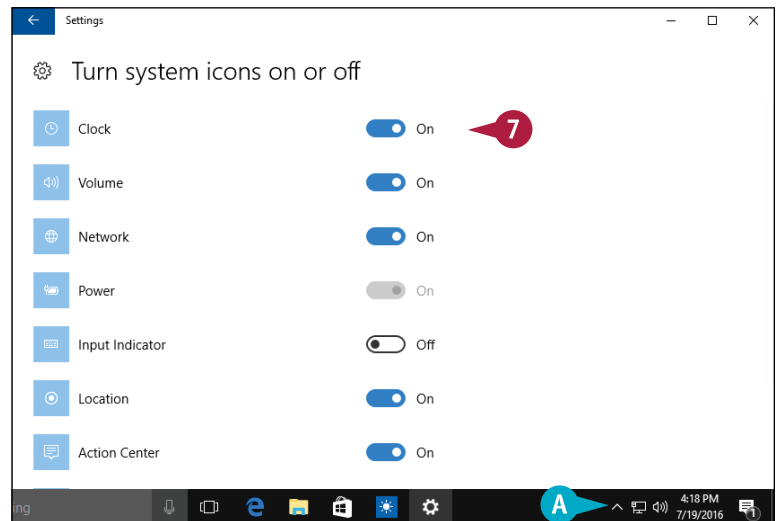 Settings
Turn system icons on or off
Clock On
7
Volume On
Network On
Power On
Input Indicator Off
Location On
Action Center On
ing
A
4:18 PM
7/19/2016
1